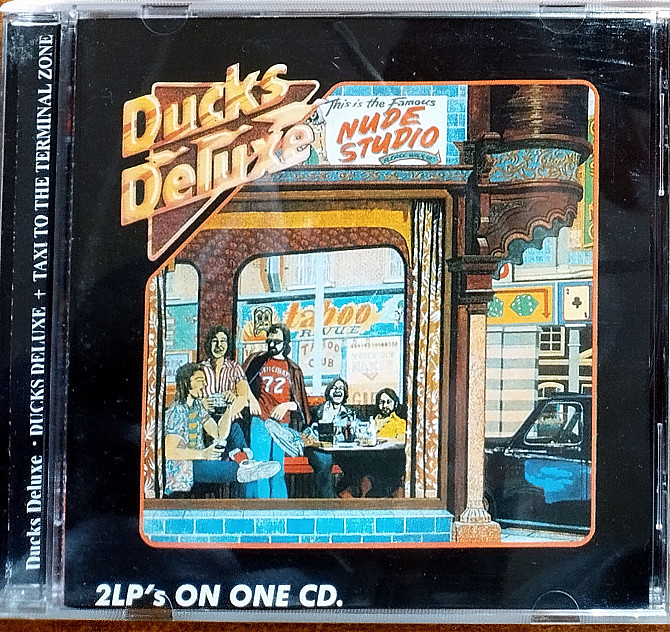 Ducks Deluxe · DUCKS DELUXE + TAXI TO THE TERMINAL ZONE
Ducks
DeLuxe
This is the Famous
NUDE
STUDIO
taboo
REVUE
CLUB
72
2LP's ON ONE CD.